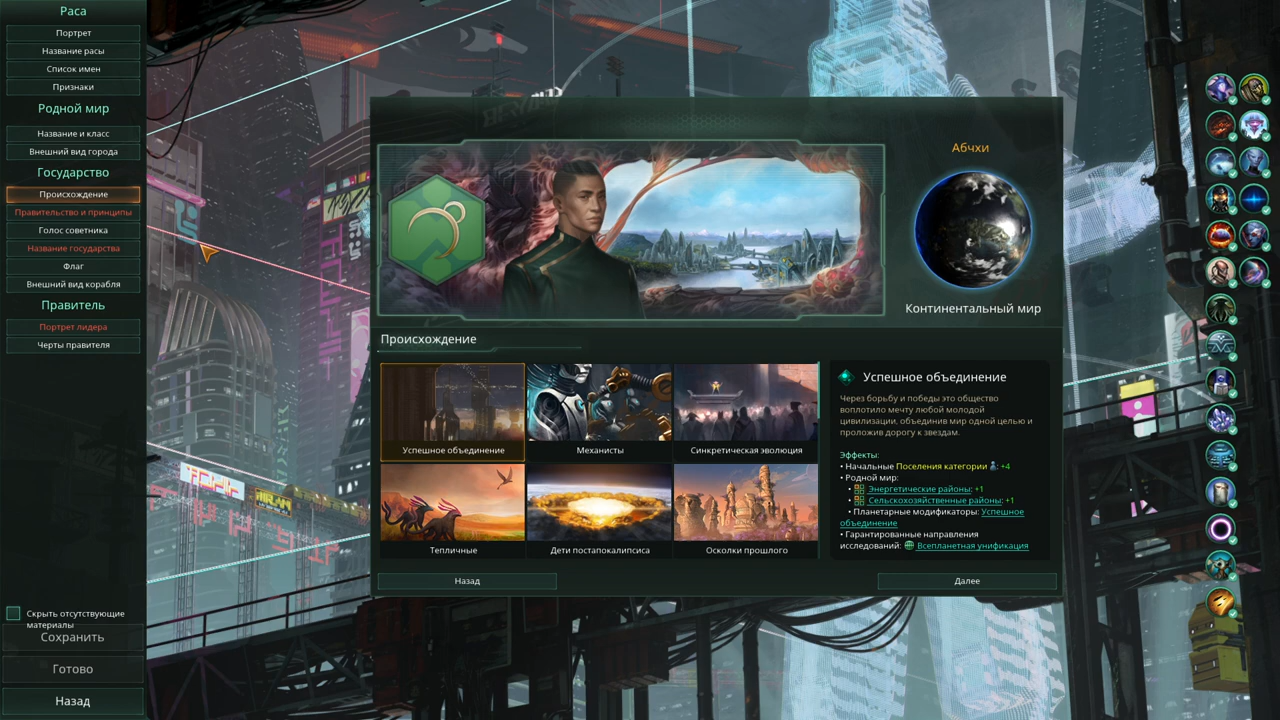 Раса
Портрет
Название расы
Список имен
Признаки
Родной мир
Название и класс
Внешний вид города
Государство
Происхождение
Правительство и принципы
Голос советника
Название государства
Флаг
Внешний вид корабля
Правитель
Портрет лидера
Черты правителя
Скрыть отсутствующие
материалы
Сохранить
Готово
Назад
Абчхи
Континентальный мир
Происхождение
Успешное объединение
Механисты
Синкретическая эволюция
Тепличные
Дети постапокалипсиса
Осколки прошлого
Назад
Успешное объединение
Через борьбу и победы это общество
воплотило мечту любой молодой
цивилизации, объединив мир одной целью и
проложив дорогу к звездам.
Эффекты:
• Начальные Поселения категории : +4
• Родной мир:
• Энергетические районы: +1
• Сельскохозяйственные районы: +1
• Планетарные модификаторы: Успешное
объединение
• Гарантированные направления
исследований: Всепланетная унификация
Далее